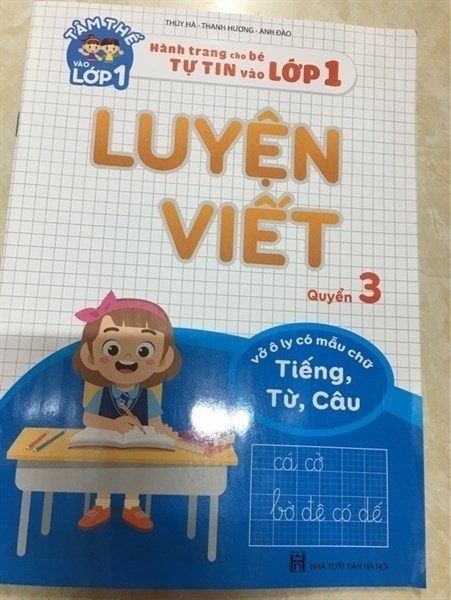 THÚY HÀ - THANH HƯƠNG - ANH ĐÀO
TÂM THẾ
VÀO
LỚP 1
Hành trang cho bé
TỰ TIN vào LỚP 1
LUYỆN
VIẾT
Quyển 3
vở ô ly có mẫu chữ
Tiếng,
Từ, Câu
cá cờ
bờ đê có dế
NHÀ XUẤT BẢN HÀ NỘI